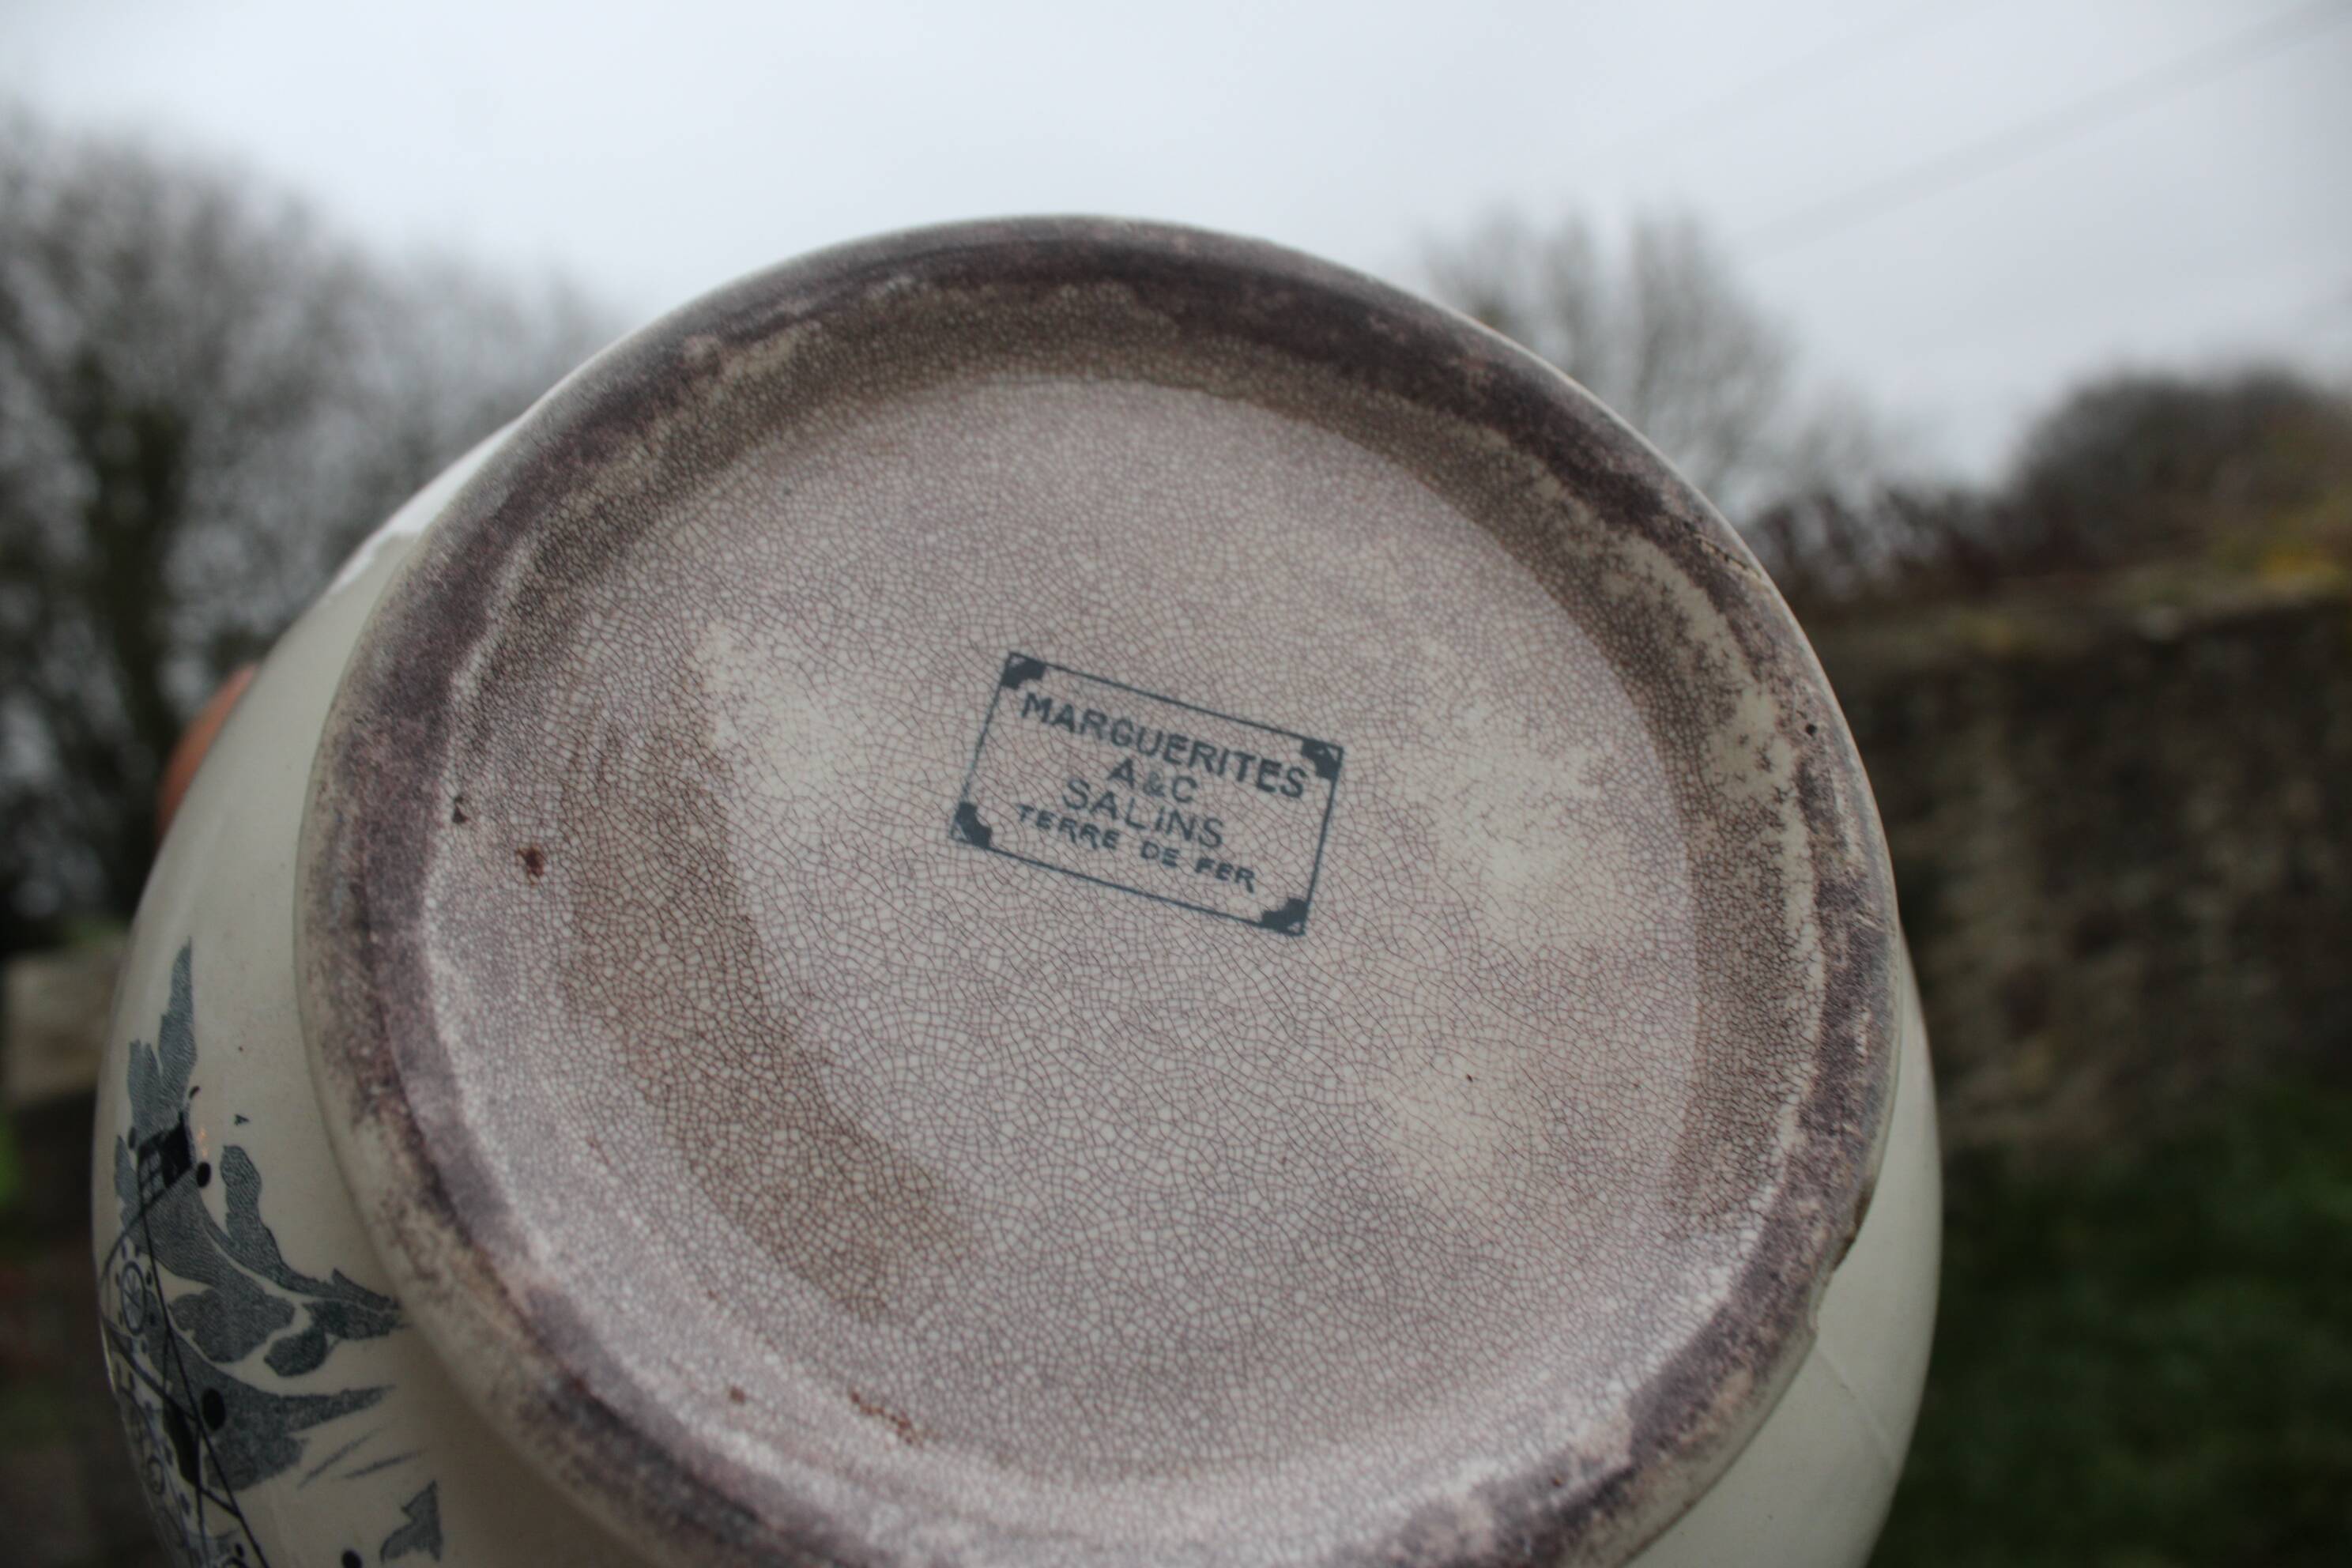 MARGUERITES
A&C
SALINS
TERRE DE FER